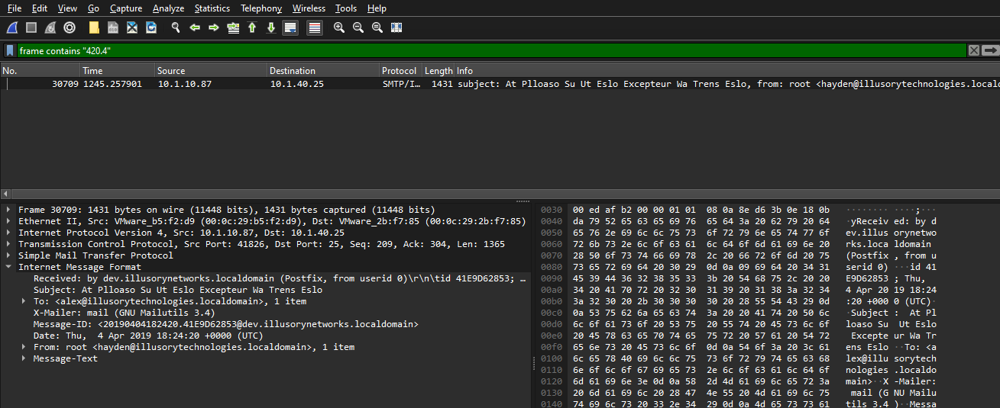 File Edit View Go Capture Analyze Statistics Telephony Wireless Tools Help
frame contains "420.4"
No. Time Source Destination Protocol Length Info
30709 1245.257901 10.1.10.87 10.1.40.25 SMTP/I… 1431 subject: At Plloaso Su Ut Eslo Excepteur Wa Trens Eslo, from: root <hayden@illusorytechnologies.locald
Frame 30709: 1431 bytes on wire (11448 bits), 1431 bytes captured (11448 bits)
Ethernet II, Src: VMware_b5:f2:d9 (00:0c:29:b5:f2:d9), Dst: VMware_2b:f7:85 (00:0c:29:2b:f7:85)
Internet Protocol Version 4, Src: 10.1.10.87, Dst: 10.1.40.25
Transmission Control Protocol, Src Port: 41826, Dst Port: 25, Seq: 209, Ack: 304, Len: 1365
Simple Mail Transfer Protocol
Internet Message Format
Received: by dev.illusorynetworks.localdomain (Postfix, from userid 0)\r\n\tid 41E9D62853; …
Subject: At Plloaso Su Ut Eslo Excepteur Wa Trens Eslo
To: <alex@illusorytechnologies.localdomain>, 1 item
X-Mailer: mail (GNU Mailutils 3.4)
Message-ID: <20190404182420.41E9D62853@dev.illusorynetworks.localdomain>
Date: Thu, 4 Apr 2019 18:24:20 +0000 (UTC)
From: root <hayden@illusorytechnologies.localdomain>, 1 item
Message-Text
0030 00 ed af b2 00 00 01 01 08 0a 8e d6 3b 0e 18 0b ········ ····;···
0040 da 79 52 65 63 65 69 76 65 64 3a 20 62 79 20 64 ·yReceiv ed: by d
0050 65 76 2e 69 6c 6c 75 73 6f 72 79 6e 65 74 77 6f ev.illus orynetwo
0060 72 6b 73 2e 6c 6f 63 61 6c 64 6f 6d 61 69 6e 20 rks.loca ldomain
0070 28 50 6f 73 74 66 69 78 2c 20 66 72 6f 6d 20 75 (Postfix , from u
0080 73 65 72 69 64 20 30 29 0d 0a 09 69 64 20 34 31 serid 0) ···id 41
0090 45 39 44 36 32 38 35 33 3b 20 54 68 75 2c 20 20 E9D62853 ; Thu,
00a0 34 20 41 70 72 20 32 30 31 39 20 31 38 3a 32 34 4 Apr 20 19 18:24
00b0 3a 32 30 20 2b 30 30 30 30 20 28 55 54 43 29 0d :20 +000 0 (UTC)·
00c0 0a 53 75 62 6a 65 63 74 3a 20 20 41 74 20 50 6c ·Subject :  At Pl
00d0 6c 6f 61 73 6f 20 53 75 20 55 74 20 45 73 6c 6f loaso Su Ut Eslo
00e0 20 45 78 63 65 70 74 65 75 72 20 57 61 20 54 72 Excepte ur Wa Tr
00f0 65 6e 73 20 45 73 6c 6f 0d 0a 54 6f 3a 20 3c 61 ens Eslo ··To: <a
0100 6c 65 78 40 69 6c 6c 75 73 6f 72 79 74 65 63 68 lex@illu sorytech
0110 6e 6f 6c 6f 67 69 65 73 2e 6c 6f 63 61 6c 64 6f nologies .localdo
0120 6d 61 69 6e 3e 0d 0a 58 2d 4d 61 69 6c 65 72 3a main>··X -Mailer:
0130 20 6d 61 69 6c 20 28 47 4e 55 20 4d 61 69 6c 75 mail (G NU Mailu
0140 74 69 6c 73 20 33 2e 34 29 0d 0a 4d 65 73 73 61 tils 3.4 )··Messa